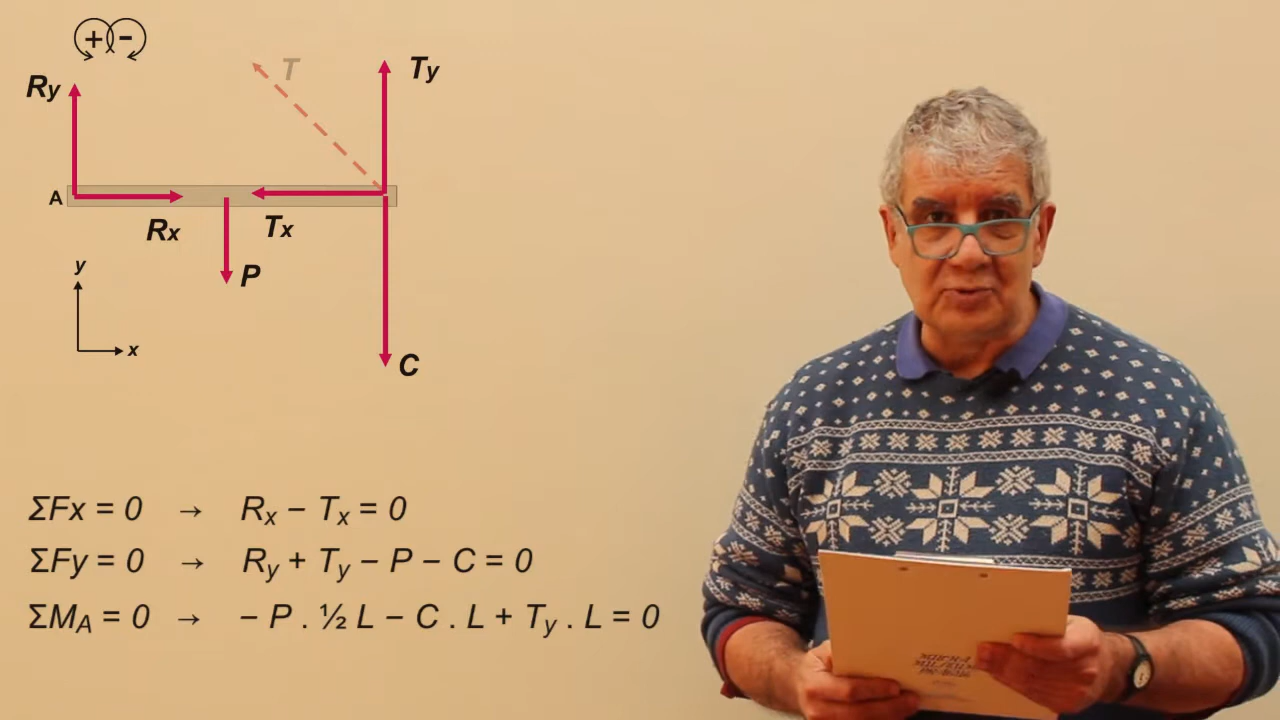 + -
Ry
T
Ty
A
Rx
Tx
P
y
x
C
ΣFx = 0 → Rₓ − Tₓ = 0
ΣFy = 0 → Ry + Ty − P − C = 0
ΣM_A = 0 → − P . ½ L − C . L + Ty . L = 0